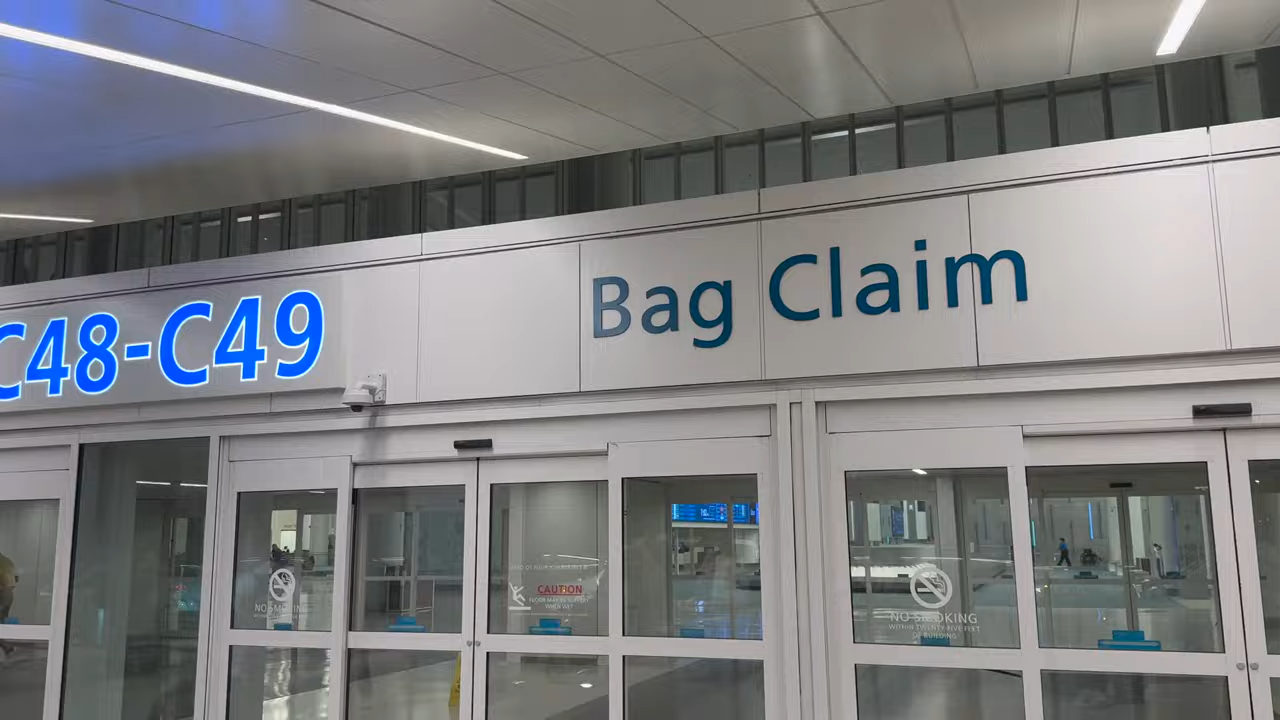 C48-C49
Bag Claim
NO SMOKING
CAUTION
FLOOR MAY BE SLIPPERY
WHEN WET
NO SMOKING
WITHIN TWENTY-FIVE FEET
OF BUILDING